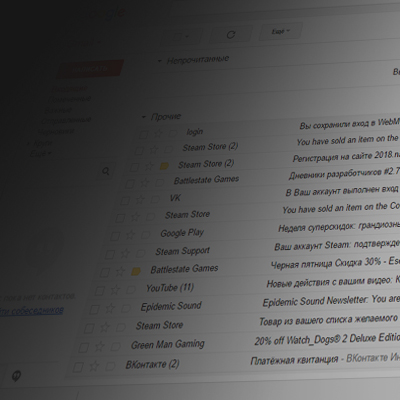 Ещё
Непрочитанные
В
Прочие
login Вы сохранили вход в WebM
Steam Store (2) You have sold an item on the
Steam Store (2) Регистрация на сайте 2018.na
Battlestate Games Дневники разработчиков #2.7
VK В Ваш аккаунт выполнен вход
Steam Store You have sold an item on the Co
Google Play Неделя суперскидок: грандиозны
Steam Support Ваш аккаунт Steam: подтвержде
Battlestate Games Черная пятница Скидка 30% - Esc
YouTube (11) Новые действия с вашим видео: К
Epidemic Sound Epidemic Sound Newsletter: You are
Steam Store Товар из вашего списка желаемого
Green Man Gaming 20% off Watch_Dogs® 2 Deluxe Editio
ВКонтакте (2) Платёжная квитанция - ВКонтакте Ин
собеседников